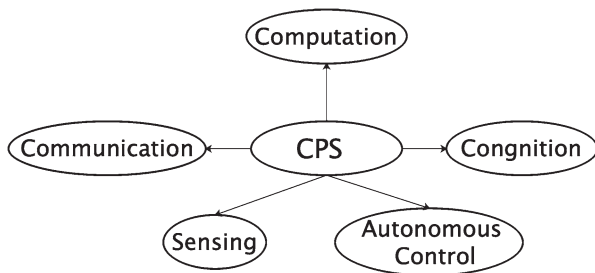 Computation
Communication
CPS
Congnition
Sensing
Autonomous
Control